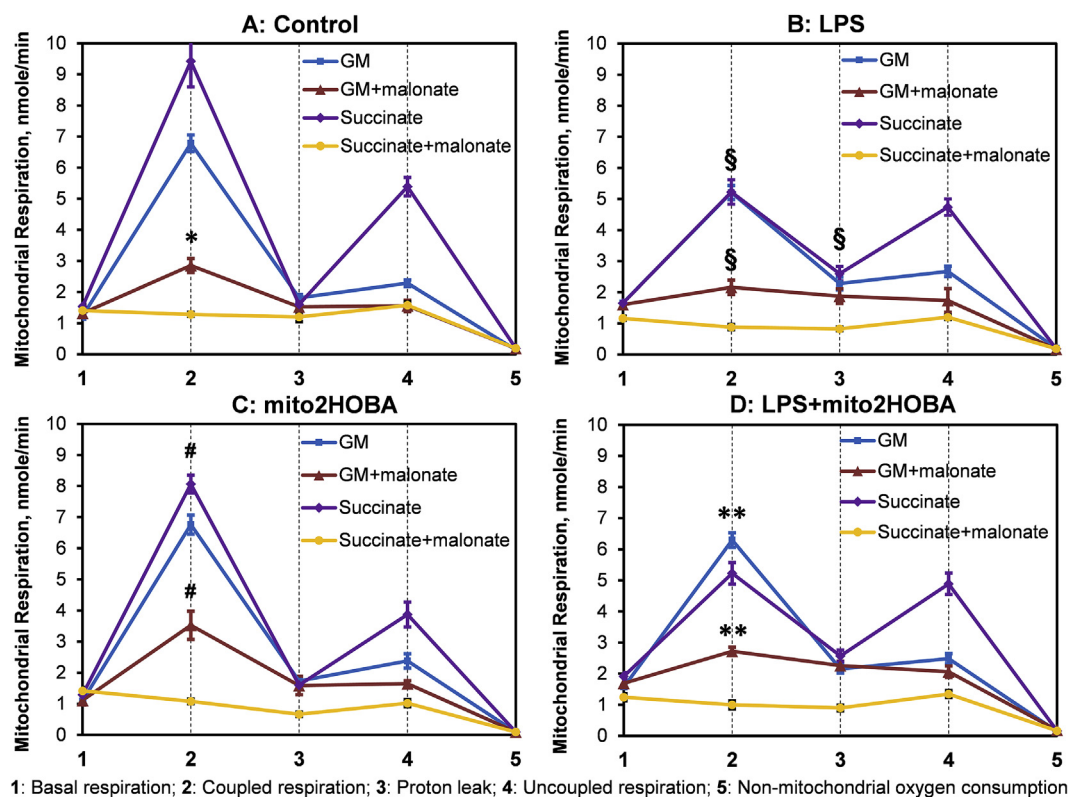 A: Control
Mitochondrial Respiration, nmole/min
10
9
8
7
6
5
4
3
2
1
0
GM
GM+malonate
Succinate
Succinate+malonate
*
1 2 3 4 5
B: LPS
Mitochondrial Respiration, nmole/min
10
9
8
7
6
5
4
3
2
1
0
GM
GM+malonate
Succinate
Succinate+malonate
§
§
§
1 2 3 4 5
C: mito2HOBA
Mitochondrial Respiration, nmole/min
10
9
8
7
6
5
4
3
2
1
0
GM
GM+malonate
Succinate
Succinate+malonate
#
#
1 2 3 4 5
D: LPS+mito2HOBA
Mitochondrial Respiration, nmole/min
10
9
8
7
6
5
4
3
2
1
0
GM
GM+malonate
Succinate
Succinate+malonate
**
**
1 2 3 4 5
1: Basal respiration; 2: Coupled respiration; 3: Proton leak; 4: Uncoupled respiration; 5: Non-mitochondrial oxygen consumption